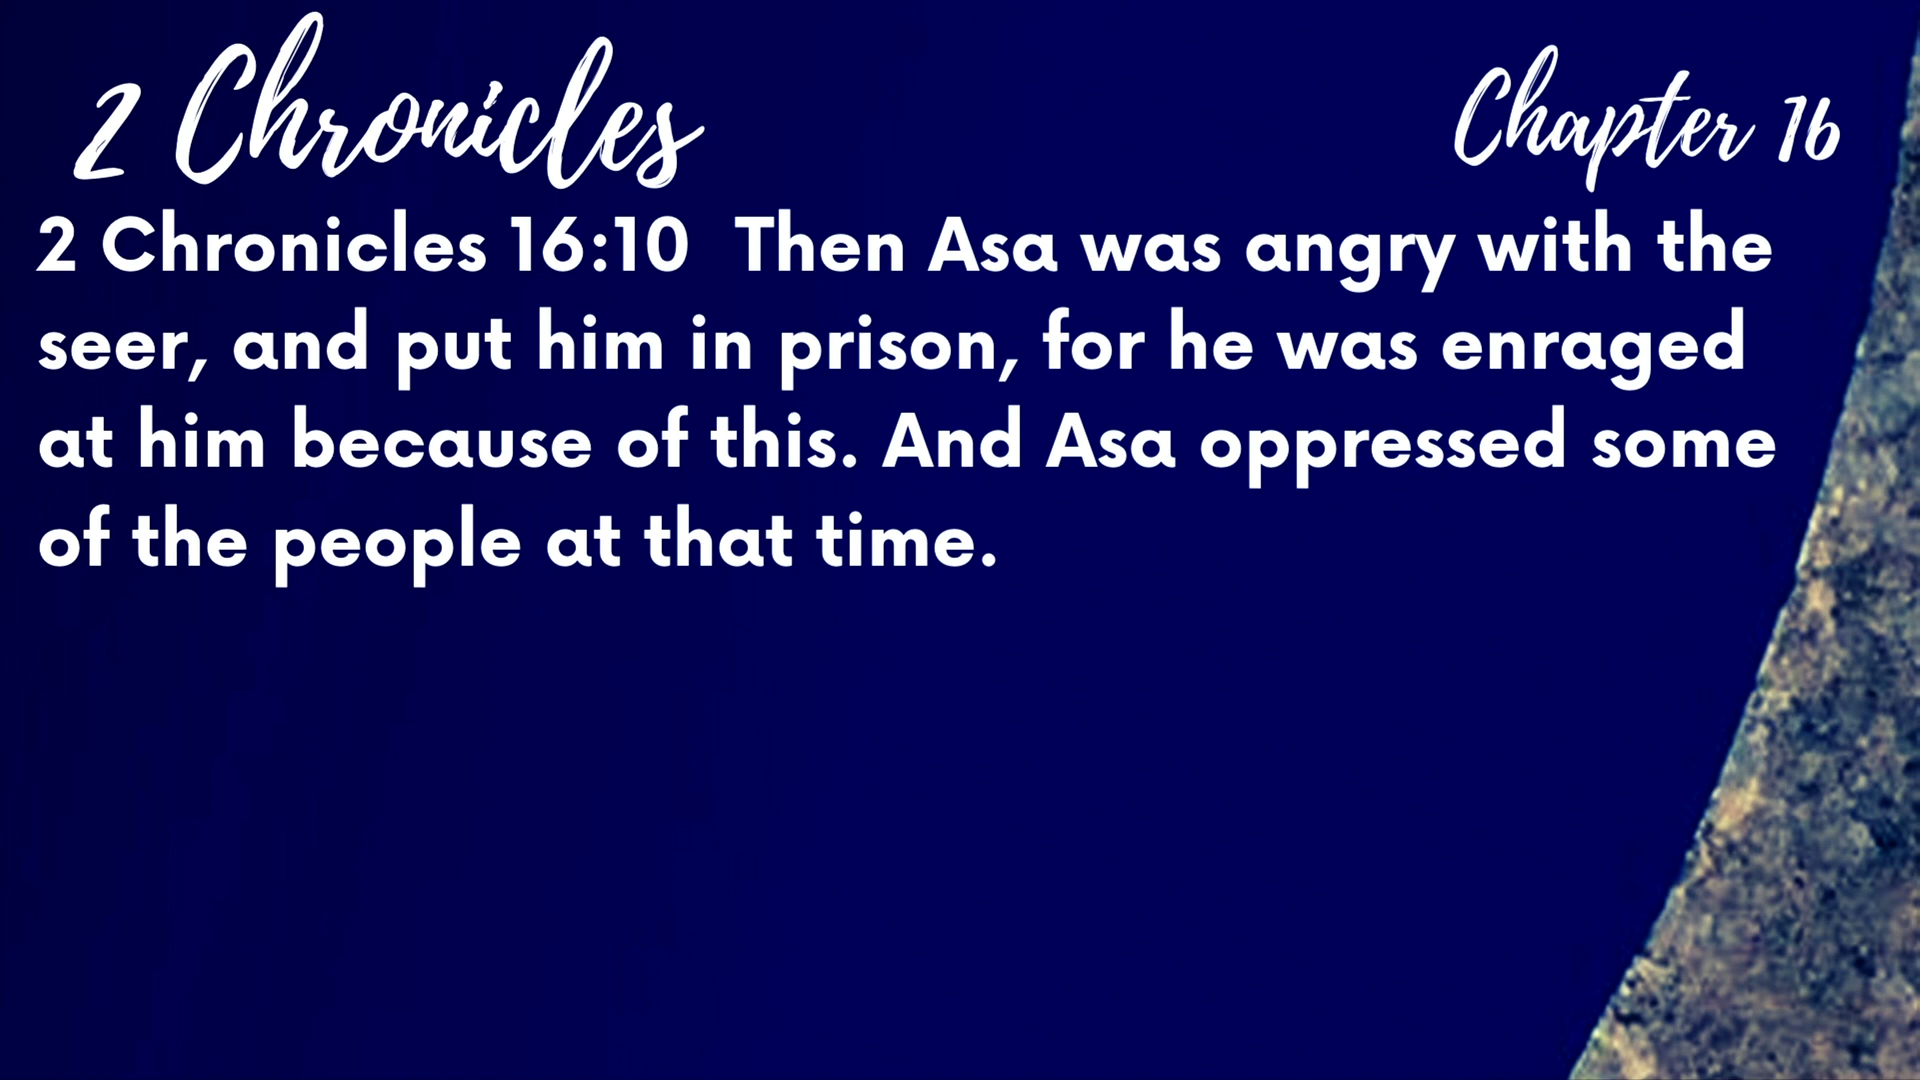 2 Chronicles
Chapter 16
2 Chronicles 16:10  Then Asa was angry with the
seer, and put him in prison, for he was enraged
at him because of this. And Asa oppressed some
of the people at that time.